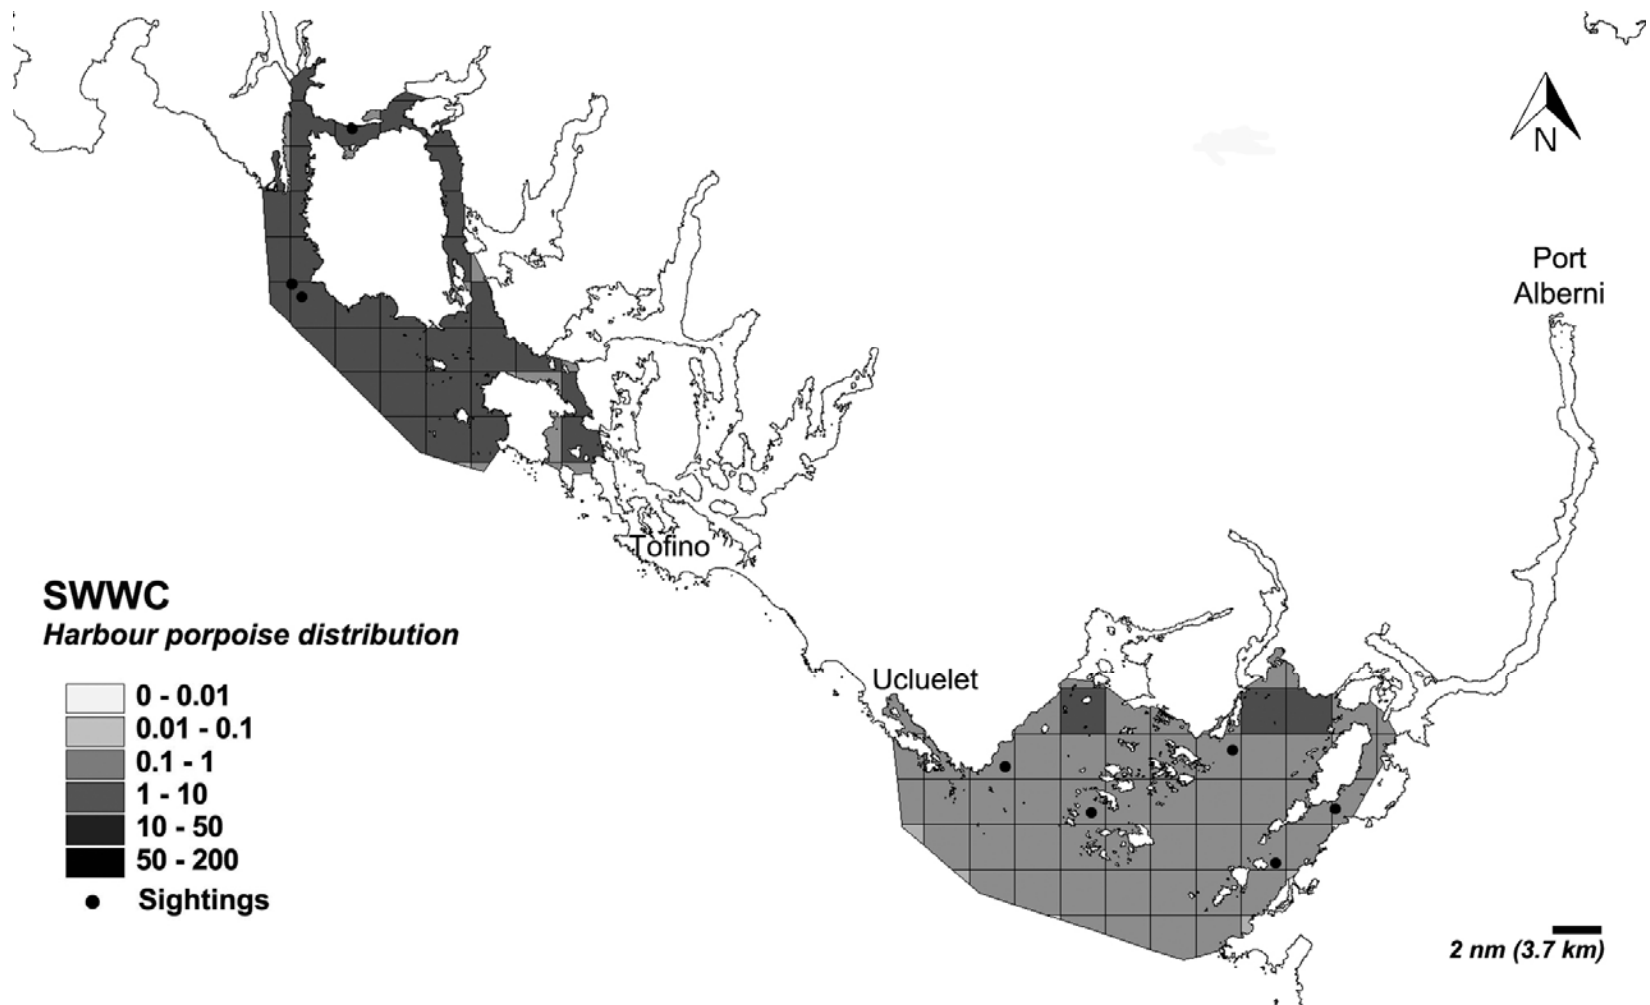 N
Port
Alberni
Tofino
SWWC
Harbour porpoise distribution
Ucluelet
0 - 0.01
0.01 - 0.1
0.1 - 1
1 - 10
10 - 50
50 - 200
Sightings
2 nm (3.7 km)